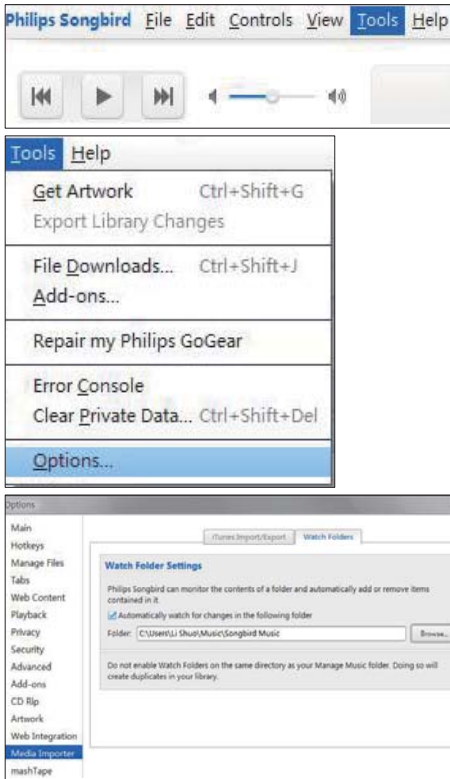 Philips Songbird File Edit Controls View Tools Help
Tools Help
Get Artwork Ctrl+Shift+G
Export Library Changes
File Downloads... Ctrl+Shift+J
Add-ons...
Repair my Philips GoGear
Error Console
Clear Private Data... Ctrl+Shift+Del
Options...
Options
Main
Hotkeys
Manage Files
Tabs
Web Content
Playback
Privacy
Security
Advanced
Add-ons
CD Rip
Artwork
Web Integration
Media Importer
mashTape
iTunes Import/Export Watch Folders
Watch Folder Settings
Philips Songbird can monitor the contents of a folder and automatically add or remove items
contained in it.
Automatically watch for changes in the following folder
Folder: C:\Users\Li Shuo\Music\Songbird Music Browse...
Do not enable Watch Folders on the same directory as your Manage Music folder. Doing so will
create duplicates in your library.